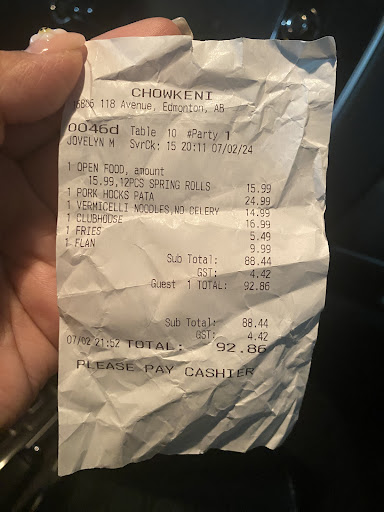 CHOWKENI
118 Avenue, Edmonton, AB
0046d Table 10 #Party 1
JOVELYN M SvrCk: 15 20:11 07/02/24
1 OPEN FOOD, amount
15.99,12PCS SPRING ROLLS 15.99
1 PORK HOCKS PATA 24.99
1 VERMICELLI NOODLES,NO CELERY 14.99
1 CLUBHOUSE 16.99
1 FRIES 5.49
1 FLAN 9.99
Sub Total: 88.44
GST: 4.42
Guest 1 TOTAL: 92.86
Sub Total: 88.44
GST: 4.42
07/02 21:52 TOTAL: 92.86
PLEASE PAY CASHIER